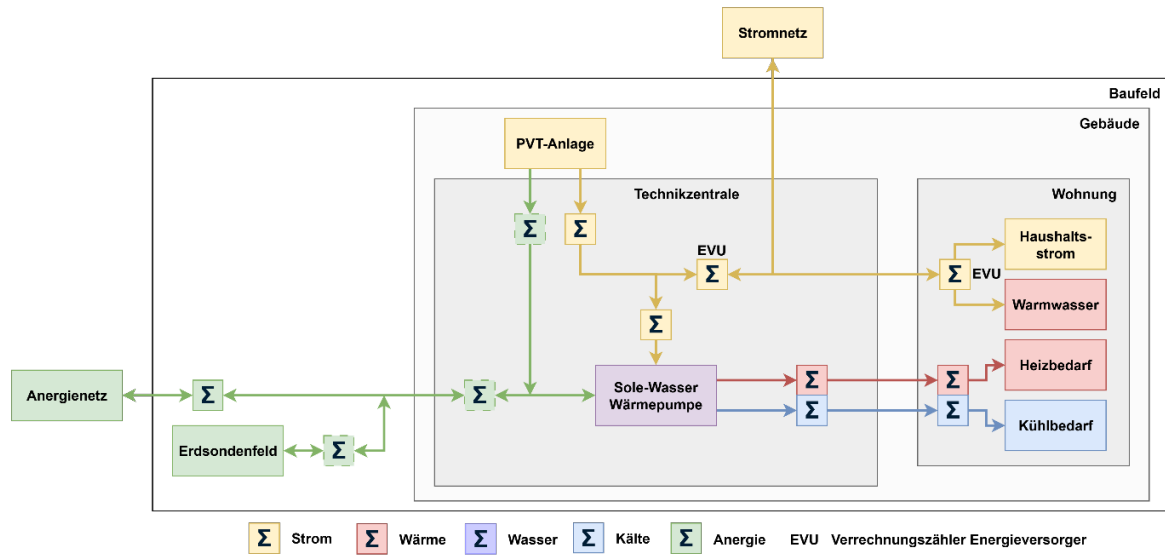 Stromnetz
Baufeld
Gebäude
PVT-Anlage
Technikzentrale
Wohnung
Σ
Σ
Haushalts-
strom
EVU
Σ
Σ
EVU
Warmwasser
Σ
Heizbedarf
Anergienetz
Σ
Σ
Sole-Wasser
Wärmepumpe
Σ
Σ
Σ
Σ
Kühlbedarf
Erdsondenfeld
Σ
Σ Strom
Σ Wärme
Σ Wasser
Σ Kälte
Σ Anergie
EVU Verrechnungszähler Energieversorger